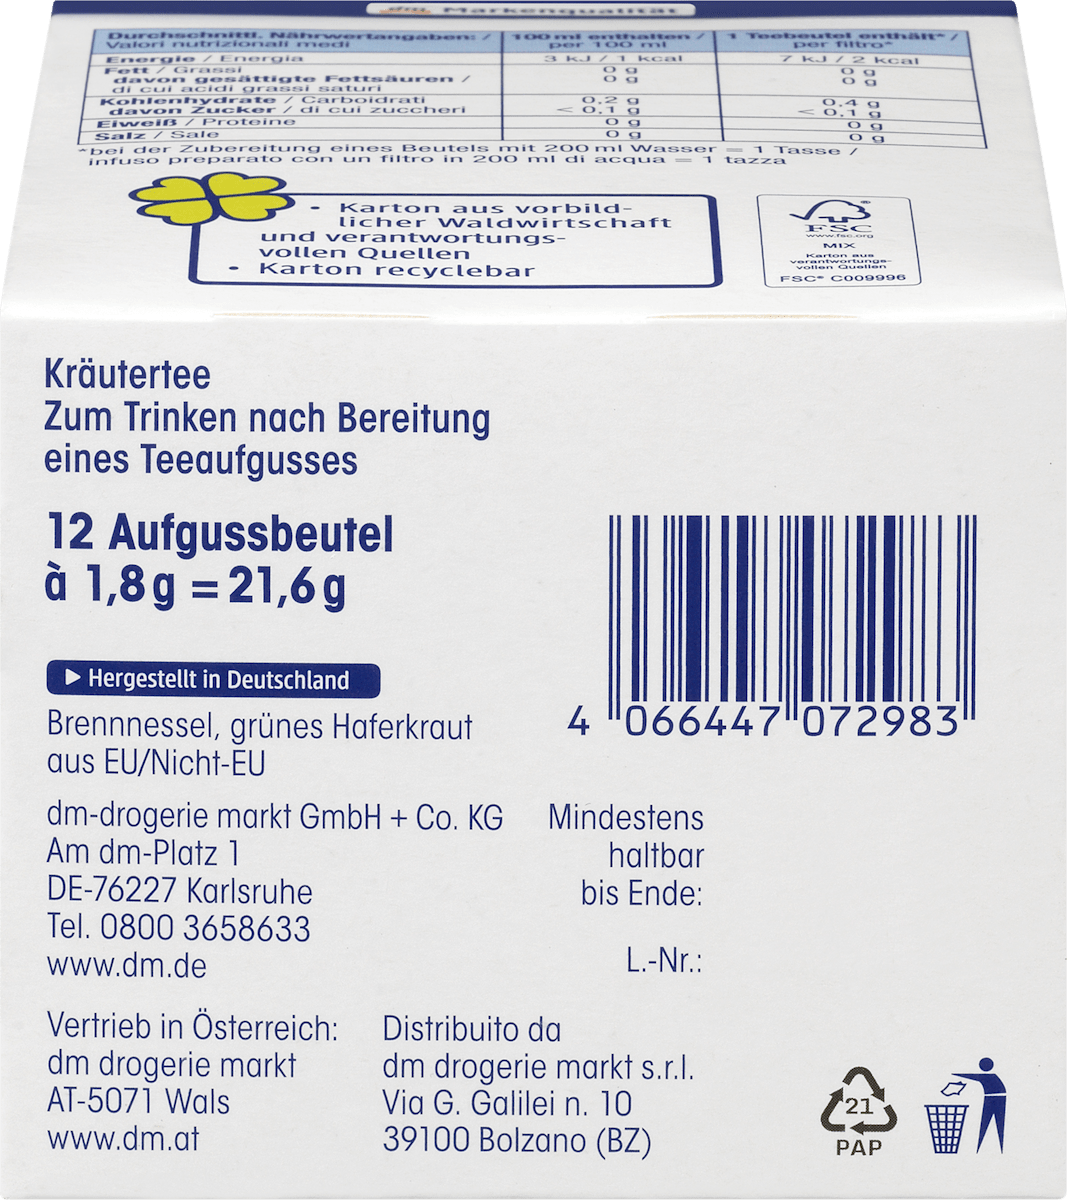 dm Markenqualität
Durchschnittl. Nährwertangaben: / 100 ml enthalten / 1 Teebeutel enthält* /
Valori nutrizionali medi per 100 ml per filtro*
Energie / Energia 3 kJ / 1 kcal 7 kJ / 2 kcal
Fett / Grassi 0 g 0 g
davon gesättigte Fettsäuren / 0 g 0 g
di cui acidi grassi saturi
Kohlenhydrate / Carboidrati 0,2 g 0,4 g
davon Zucker / di cui zuccheri < 0,1 g < 0,1 g
Eiweiß / Proteine 0 g 0 g
Salz / Sale 0 g 0 g
*bei der Zubereitung eines Beutels mit 200 ml Wasser = 1 Tasse /
infuso preparato con un filtro in 200 ml di acqua = 1 tazza
• Karton aus vorbild-
licher Waldwirtschaft
und verantwortungs-
vollen Quellen
• Karton recyclebar
FSC®
www.fsc.org
MIX
Karton aus
verantwortungs-
vollen Quellen
FSC® C009996
Kräutertee
Zum Trinken nach Bereitung
eines Teeaufgusses
12 Aufgussbeutel
à 1,8 g = 21,6 g
Hergestellt in Deutschland
Brennnessel, grünes Haferkraut
aus EU/Nicht-EU
4 066447 072983
dm-drogerie markt GmbH + Co. KG
Am dm-Platz 1
DE-76227 Karlsruhe
Tel. 0800 3658633
www.dm.de
Mindestens
haltbar
bis Ende:
L.-Nr.:
Vertrieb in Österreich:
dm drogerie markt
AT-5071 Wals
www.dm.at
Distribuito da
dm drogerie markt s.r.l.
Via G. Galilei n. 10
39100 Bolzano (BZ)
21
PAP